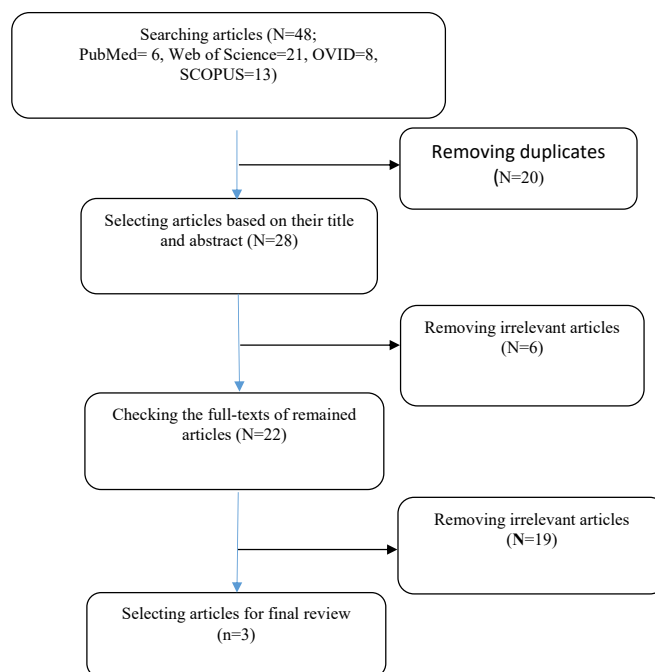 Searching articles (N=48;
PubMed= 6, Web of Science=21, OVID=8,
SCOPUS=13)
Removing duplicates
(N=20)
Selecting articles based on their title
and abstract (N=28)
Removing irrelevant articles
(N=6)
Checking the full-texts of remained
articles (N=22)
Removing irrelevant articles
(N=19)
Selecting articles for final review
(n=3)